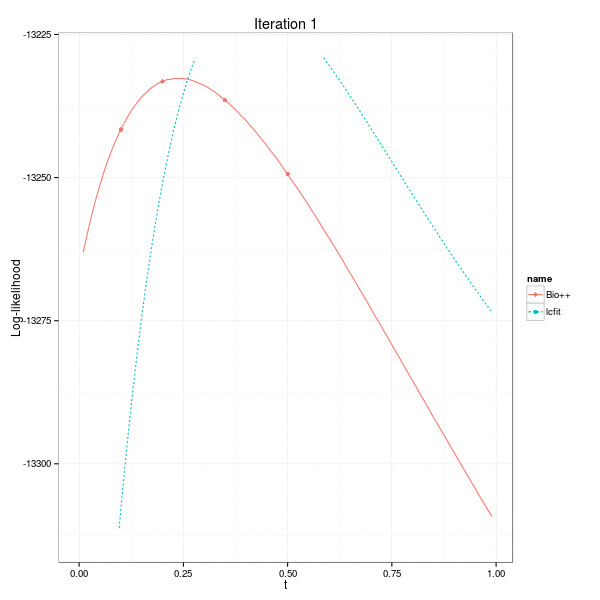 Iteration 1
-13225
-13250
-13275
-13300
Log-likelihood
0.00 0.25 0.50 0.75 1.00
t
name
Bio++
lcfit